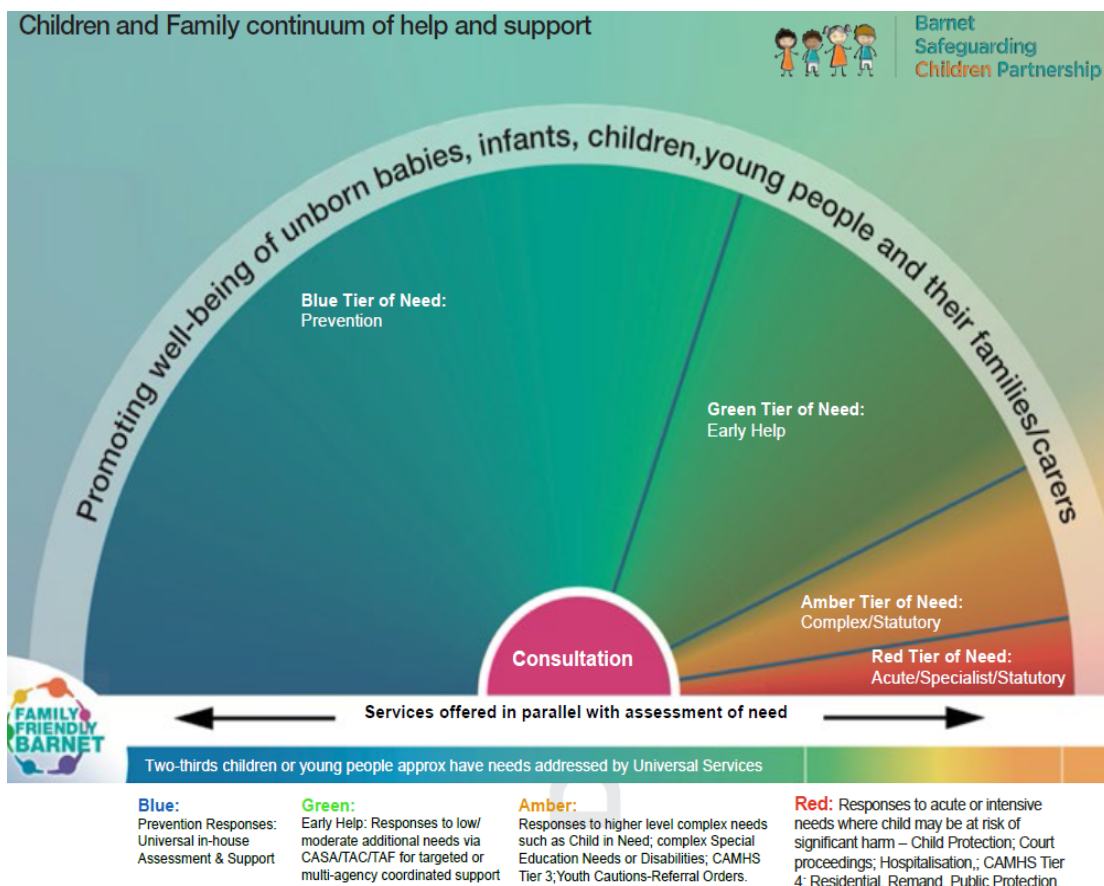 Children and Family continuum of help and support
Barnet
Safeguarding
Children Partnership
Promoting well-being of unborn babies, infants, children,young people and their families/carers
Blue Tier of Need:
Prevention
Green Tier of Need:
Early Help
Amber Tier of Need:
Complex/Statutory
Red Tier of Need:
Acute/Specialist/Statutory
Consultation
FAMILY
FRIENDLY
BARNET
Services offered in parallel with assessment of need
Two-thirds children or young people approx have needs addressed by Universal Services
Blue:
Prevention Responses:
Universal in-house
Assessment & Support
Green:
Early Help: Responses to low/
moderate additional needs via
CASA/TAC/TAF for targeted or
multi-agency coordinated support
Amber:
Responses to higher level complex needs
such as Child in Need; complex Special
Education Needs or Disabilities; CAMHS
Tier 3;Youth Cautions-Referral Orders.
Red: Responses to acute or intensive
needs where child may be at risk of
significant harm – Child Protection; Court
proceedings; Hospitalisation,; CAMHS Tier
4; Residential, Remand, Public Protection